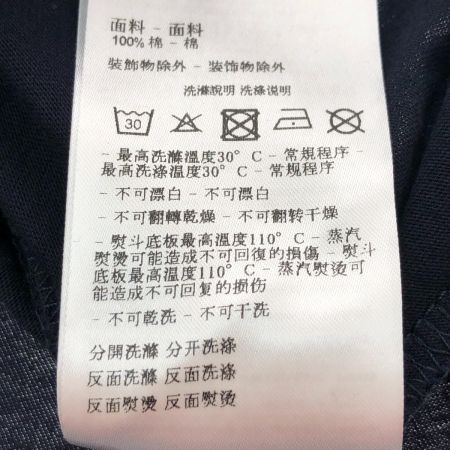 面料 - 面料
100% 棉 - 棉
裝飾物除外 - 装饰物除外
洗滌說明 洗涤说明
30
- 最高洗滌溫度30° C - 常規程序 -
最高洗涤温度30° C - 常规程序
- 不可漂白 - 不可漂白
- 不可翻轉乾燥 - 不可翻转干燥
- 熨斗底板最高溫度110° C - 蒸汽
熨燙可能造成不可回復的損傷 - 熨斗
底板最高温度110° C - 蒸汽熨烫可
能造成不可回复的损伤
- 不可乾洗 - 不可干洗
分開洗滌 分开洗涤
反面洗滌 反面洗涤
反面熨燙 反面熨烫